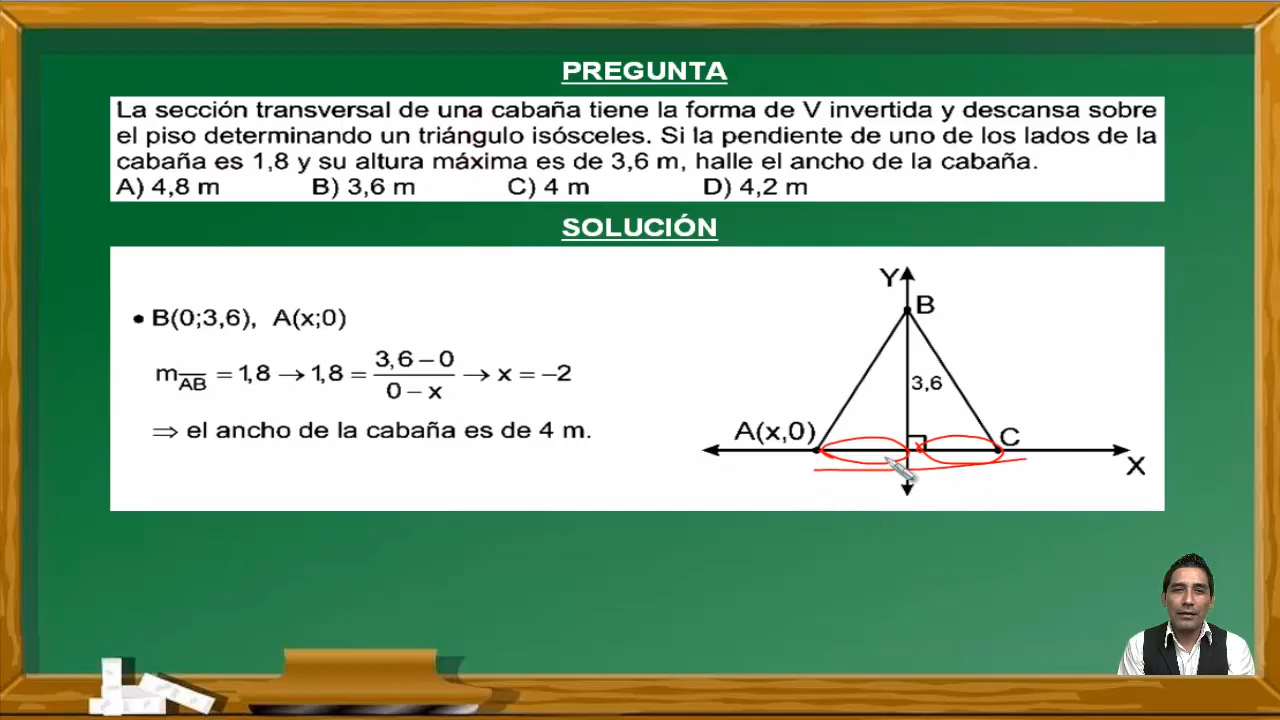 PREGUNTA
La sección transversal de una cabaña tiene la forma de V invertida y descansa sobre
el piso determinando un triángulo isósceles. Si la pendiente de uno de los lados de la
cabaña es 1,8 y su altura máxima es de 3,6 m, halle el ancho de la cabaña.
A) 4,8 m B) 3,6 m C) 4 m D) 4,2 m
SOLUCIÓN
• B(0;3,6), A(x;0)
m_AB = 1,8 → 1,8 = (3,6 – 0)/(0 – x) → x = –2
⇒ el ancho de la cabaña es de 4 m.
Y
B
3,6
A(x,0)
C
X